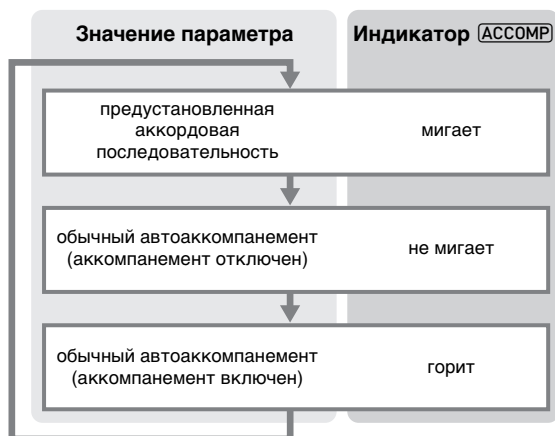 Значение параметра
Индикатор ACCOMP
предустановленная
аккордовая
последовательность
мигает
обычный автоаккомпанемент
(аккомпанемент отключен)
не мигает
обычный автоаккомпанемент
(аккомпанемент включен)
горит